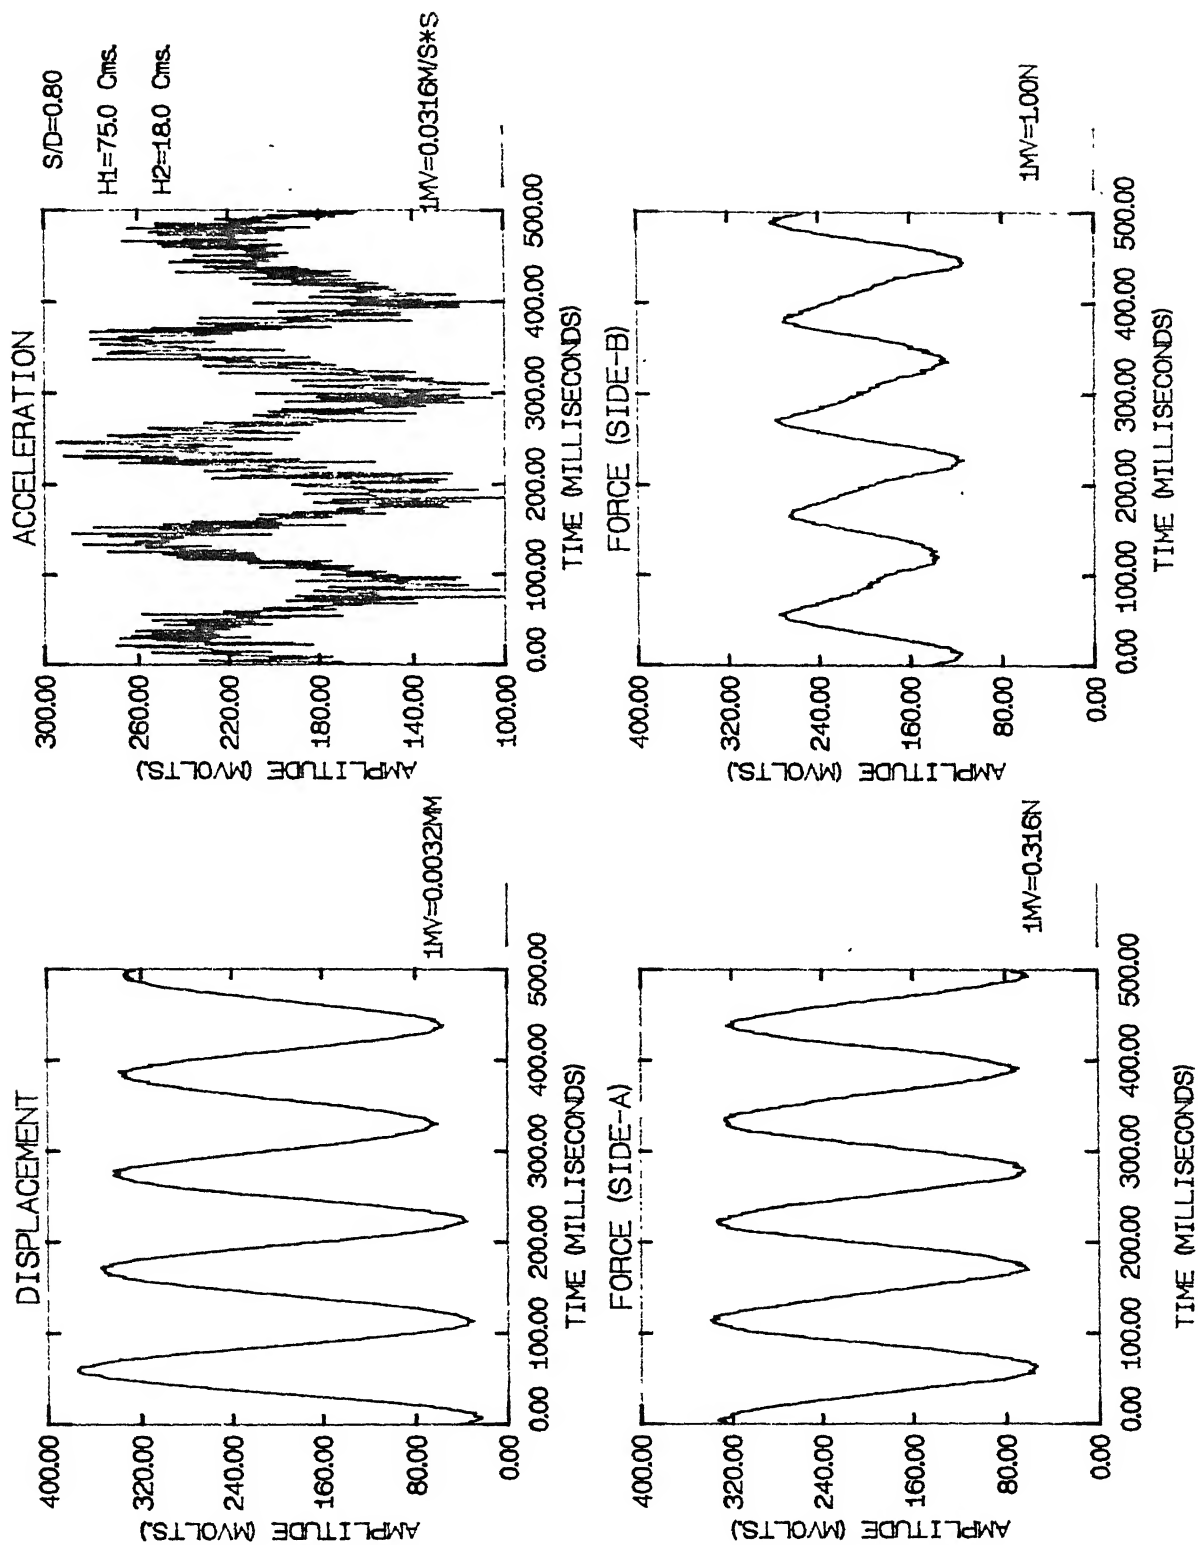 DISPLACEMENT
400.00
320.00
240.00
160.00
80.00
0.00
AMPLITUDE (MVOLTS.)
0.00 100.00 200.00 300.00 400.00 500.00
TIME (MILLISECONDS)
1MV=0.0032MM
ACCELERATION
300.00
260.00
220.00
180.00
140.00
100.00
AMPLITUDE (MVOLTS.)
0.00 100.00 200.00 300.00 400.00 500.00
TIME (MILLISECONDS)
S/D=0.80
H1=75.0 Cms.
H2=18.0 Cms.
1MV=0.0316M/S*S
FORCE (SIDE-A)
400.00
320.00
240.00
160.00
80.00
0.00
AMPLITUDE (MVOLTS.)
0.00 100.00 200.00 300.00 400.00 500.00
TIME (MILLISECONDS)
1MV=0.316N
FORCE (SIDE-B)
400.00
320.00
240.00
160.00
80.00
0.00
AMPLITUDE (MVOLTS.)
0.00 100.00 200.00 300.00 400.00 500.00
TIME (MILLISECONDS)
1MV=1.00N